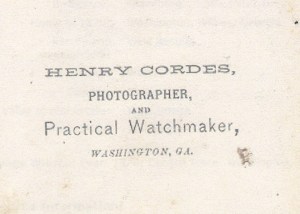 HENRY CORDES,
PHOTOGRAPHER,
AND
Practical Watchmaker,
WASHINGTON, GA.